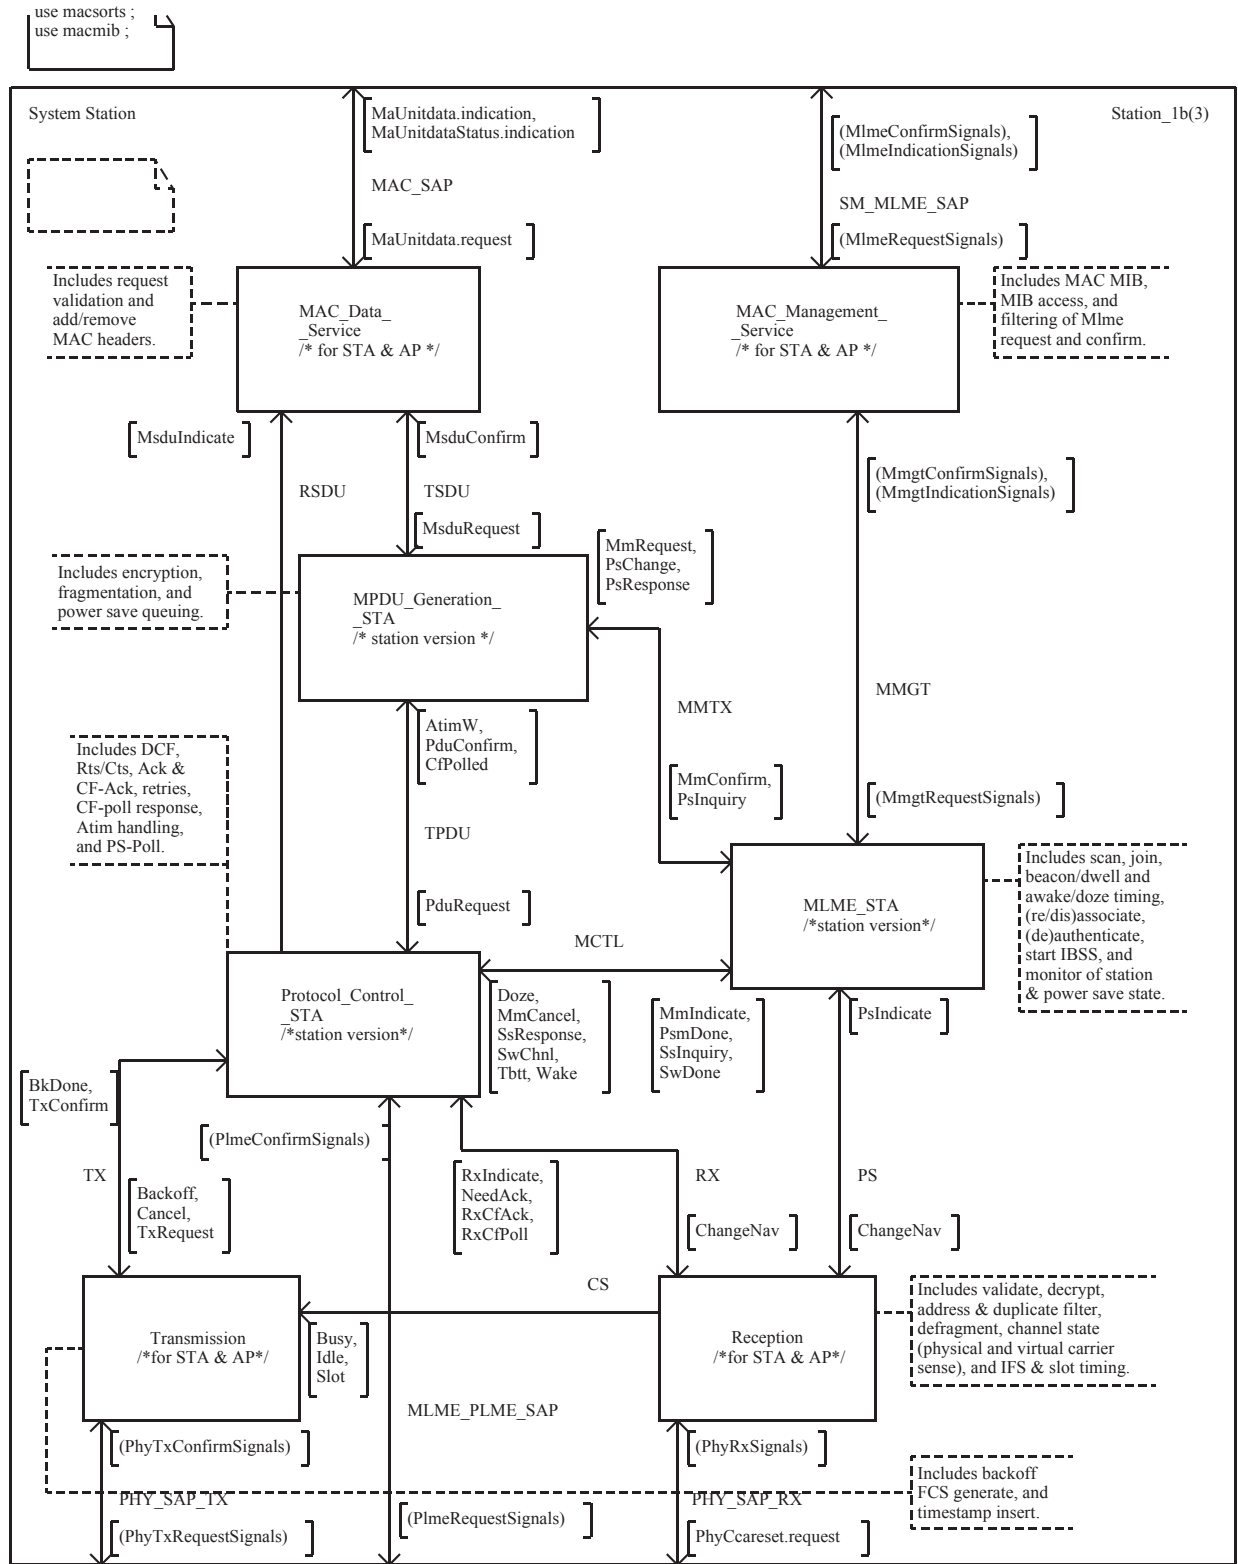 use macsorts ;
use macmib ;
System Station
Station_1b(3)
MaUnitdata.indication,
MaUnitdataStatus.indication
(MlmeConfirmSignals),
(MlmeIndicationSignals)
MAC_SAP
SM_MLME_SAP
MaUnitdata.request
(MlmeRequestSignals)
Includes request
validation and
add/remove
MAC headers.
MAC_Data_
_Service
/* for STA & AP */
MAC_Management_
_Service
/* for STA & AP */
Includes MAC MIB,
MIB access, and
filtering of Mlme
request and confirm.
MsduIndicate
MsduConfirm
(MmgtConfirmSignals),
(MmgtIndicationSignals)
RSDU
TSDU
MsduRequest
MmRequest,
PsChange,
PsResponse
Includes encryption,
fragmentation, and
power save queuing.
MPDU_Generation_
_STA
/* station version */
MMGT
MMTX
AtimW,
PduConfirm,
CfPolled
Includes DCF,
Rts/Cts, Ack &
CF-Ack, retries,
CF-poll response,
Atim handling,
and PS-Poll.
MmConfirm,
PsInquiry
(MmgtRequestSignals)
TPDU
PduRequest
MLME_STA
/*station version*/
Includes scan, join,
beacon/dwell and
awake/doze timing,
(re/dis)associate,
(de)authenticate,
start IBSS, and
monitor of station
& power save state.
MCTL
Protocol_Control_
_STA
/*station version*/
Doze,
MmCancel,
SsResponse,
SwChnl,
Tbtt, Wake
MmIndicate,
PsmDone,
SsInquiry,
SwDone
PsIndicate
BkDone,
TxConfirm
(PlmeConfirmSignals)
TX
Backoff,
Cancel,
TxRequest
RxIndicate,
NeedAck,
RxCfAck,
RxCfPoll
RX
PS
ChangeNav
ChangeNav
CS
Transmission
/*for STA & AP*/
Busy,
Idle,
Slot
Reception
/*for STA & AP*/
Includes validate, decrypt,
address & duplicate filter,
defragment, channel state
(physical and virtual carrier
sense), and IFS & slot timing.
MLME_PLME_SAP
(PhyTxConfirmSignals)
(PhyRxSignals)
Includes backoff
FCS generate, and
timestamp insert.
PHY_SAP_TX
PHY_SAP_RX
(PhyTxRequestSignals)
(PlmeRequestSignals)
PhyCcareset.request